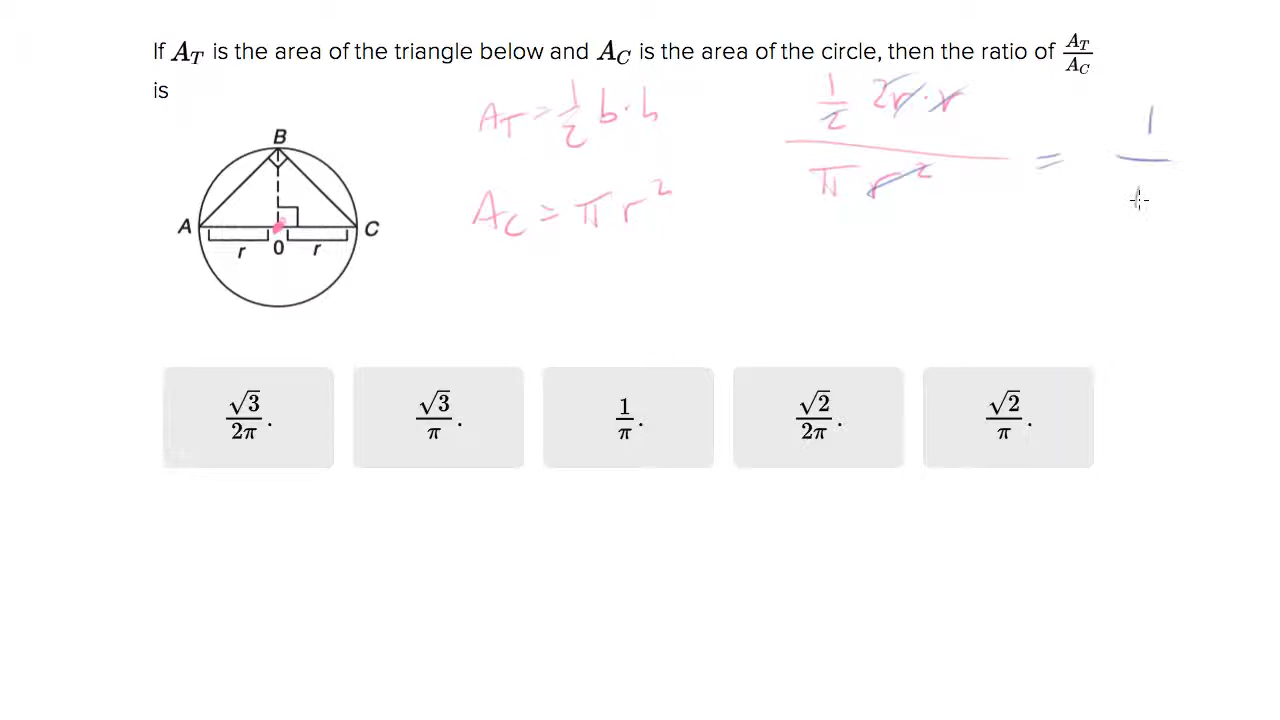 If A_T is the area of the triangle below and A_C is the area of the circle, then the ratio of A_T/A_C
is
A_T = 1/2 b · h
A_C = π r²
(1/2 2r · r)/(π r²) = 1/
B
A
C
r
O
r
√3/2π.
√3/π.
1/π.
√2/2π.
√2/π.